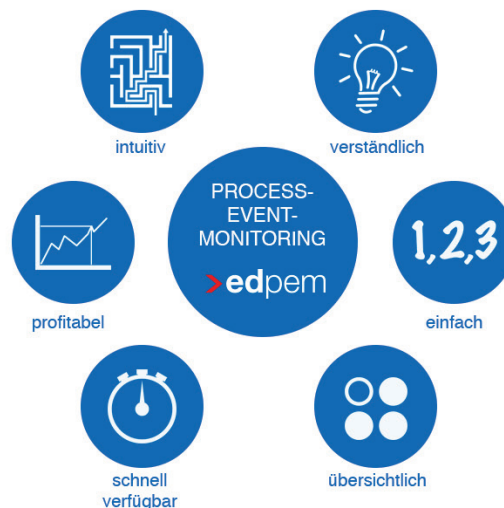 intuitiv
verständlich
PROCESS-
EVENT-
MONITORING
>edpem
profitabel
1,2,3
einfach
schnell
verfügbar
übersichtlich